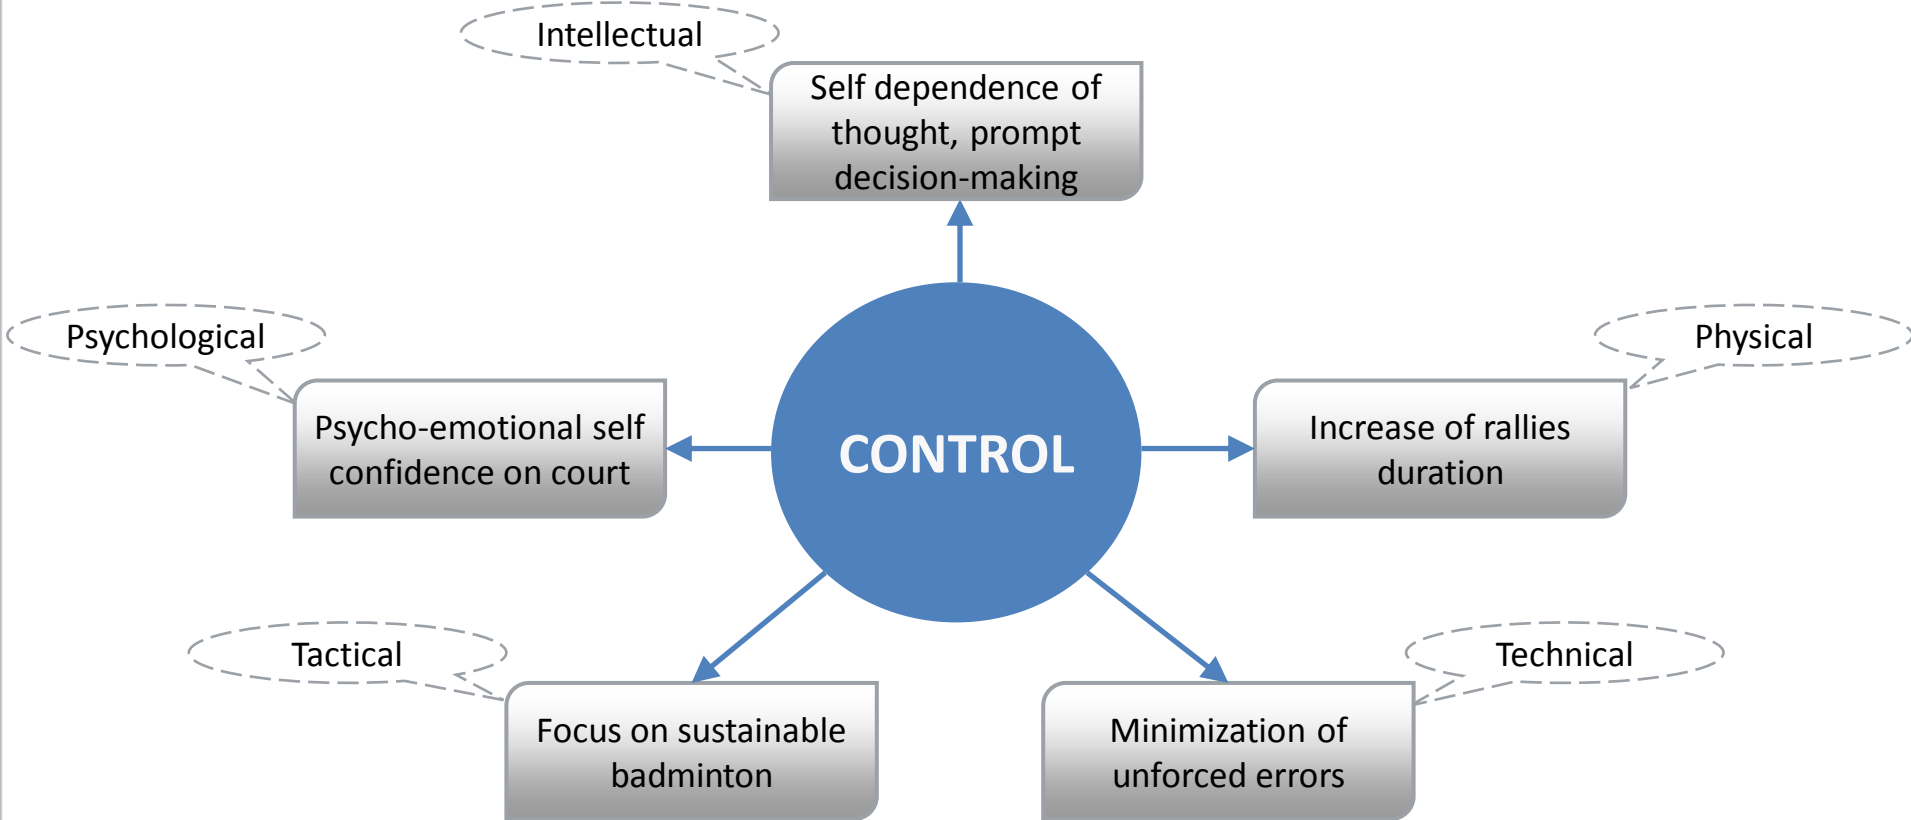 Intellectual
Self dependence of
thought, prompt
decision-making
Psychological
Physical
Psycho-emotional self
confidence on court
CONTROL
Increase of rallies
duration
Tactical
Technical
Focus on sustainable
badminton
Minimization of
unforced errors